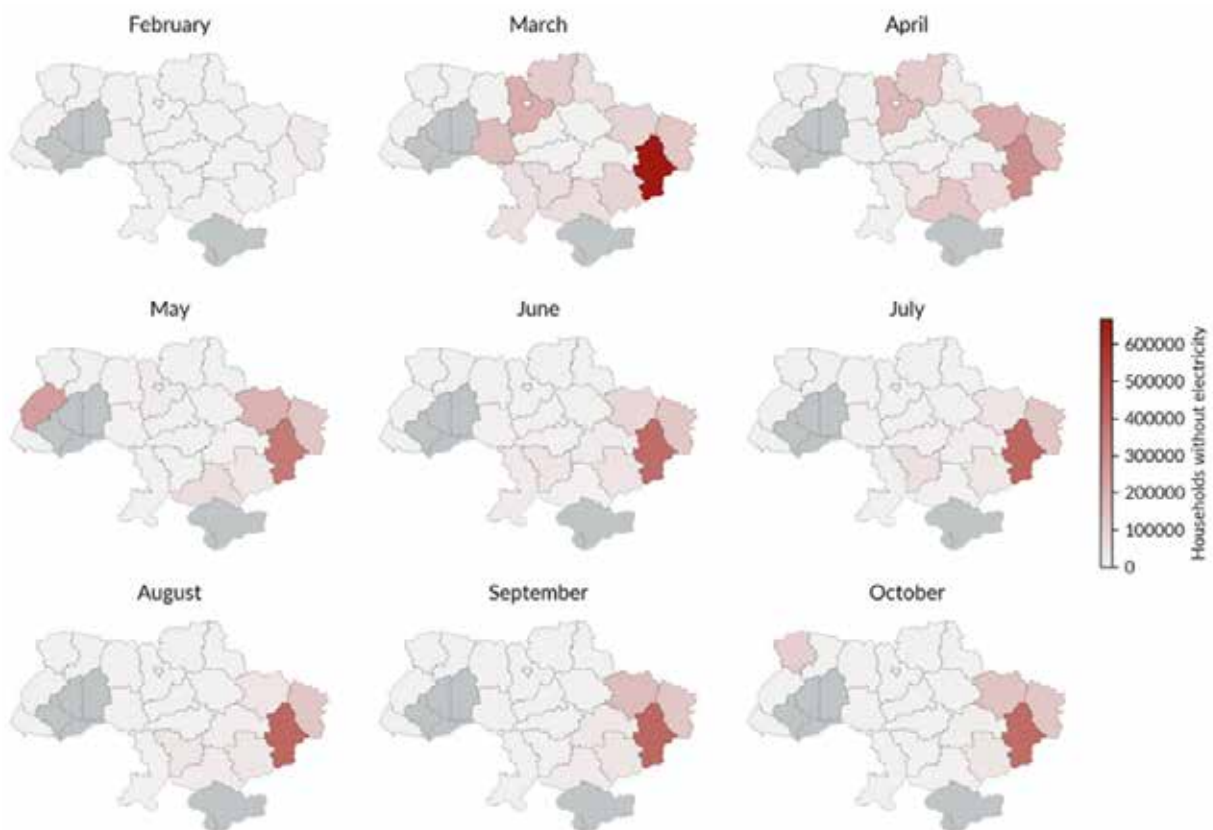 February
March
April
May
June
July
600000
500000
400000
300000
200000
100000
0
Households without electricity
August
September
October